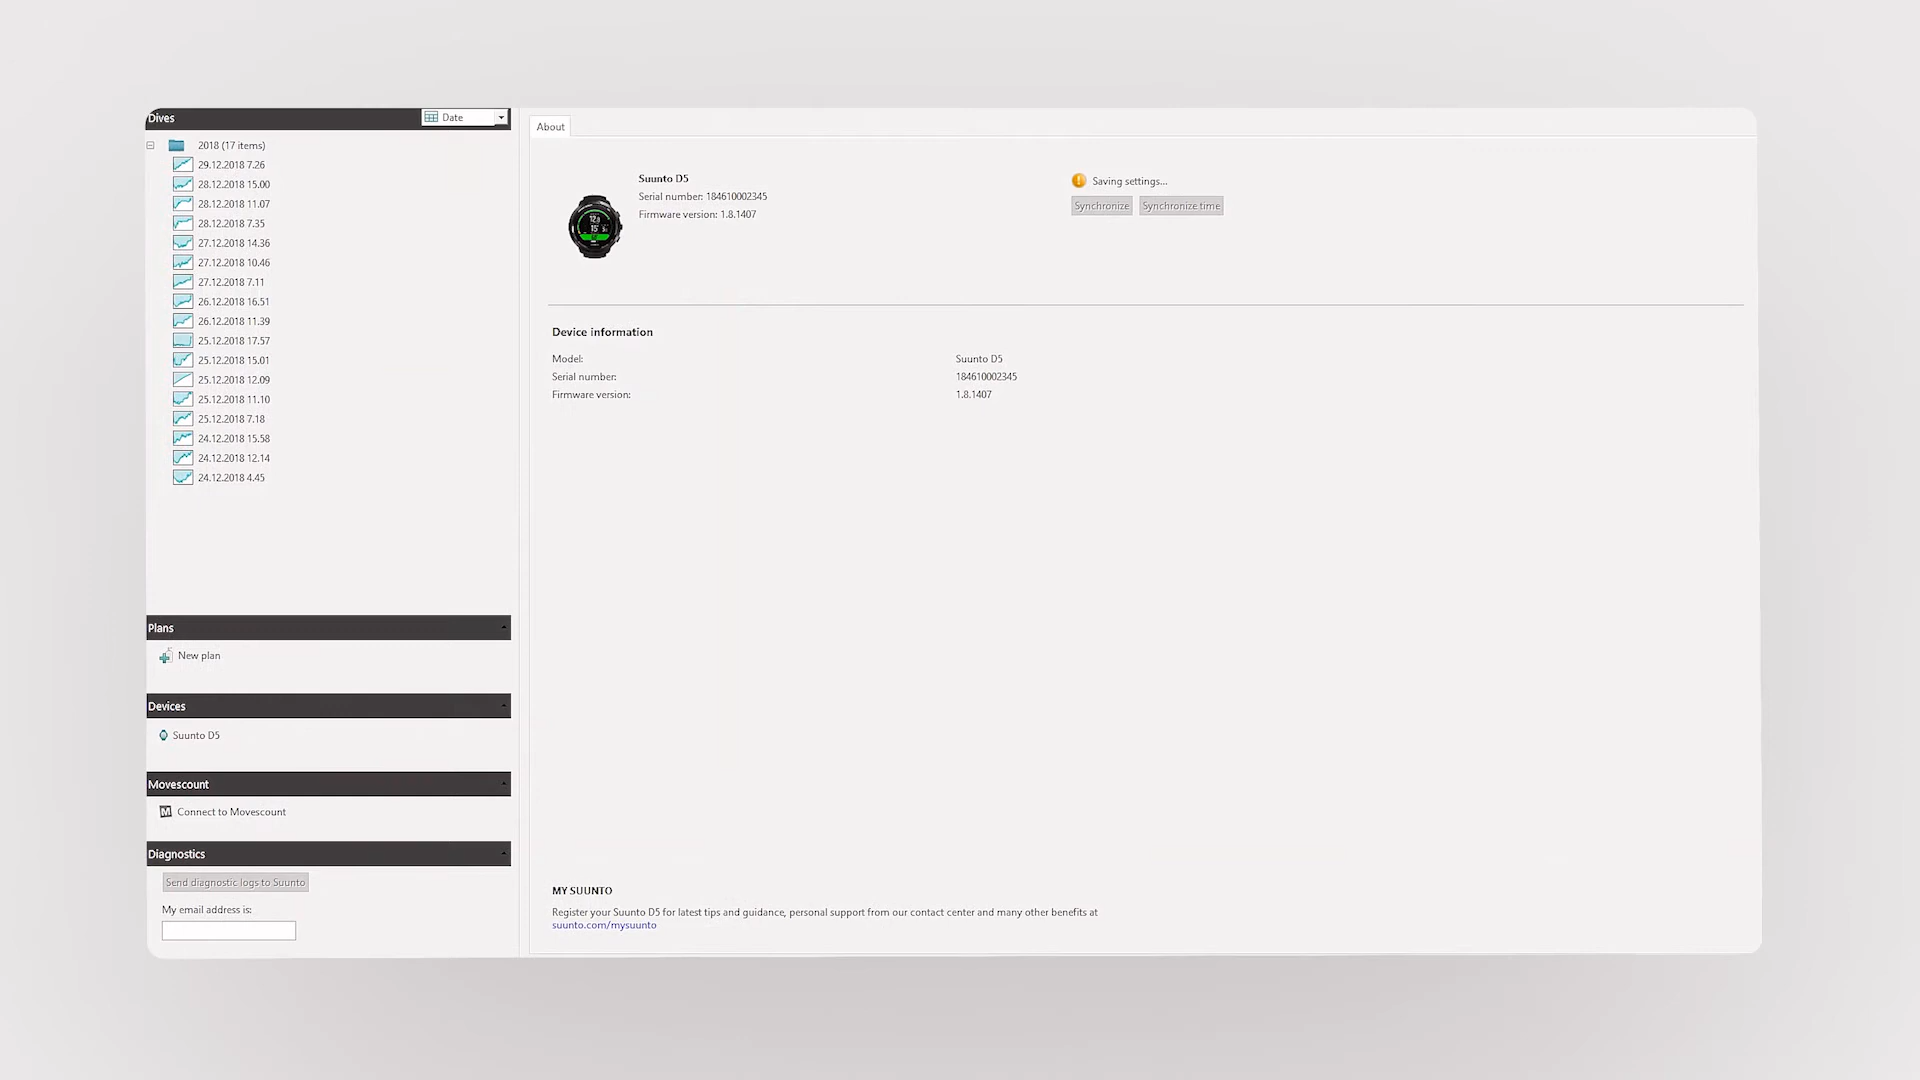 Dives
Date
2018 (17 items)
29.12.2018 7.26
28.12.2018 15.00
28.12.2018 11.07
28.12.2018 7.35
27.12.2018 14.36
27.12.2018 10.46
27.12.2018 7.11
26.12.2018 16.51
26.12.2018 11.39
25.12.2018 17.57
25.12.2018 15.01
25.12.2018 12.09
25.12.2018 11.10
25.12.2018 7.18
24.12.2018 15.58
24.12.2018 12.14
24.12.2018 4.45
Plans
New plan
Devices
Suunto D5
Movescount
Connect to Movescount
Diagnostics
Send diagnostic logs to Suunto
My email address is:
About
Suunto D5
Serial number: 184610002345
Firmware version: 1.8.1407
Saving settings...
Synchronize Synchronize time
Device information
Model: Suunto D5
Serial number: 184610002345
Firmware version: 1.8.1407
MY SUUNTO
Register your Suunto D5 for latest tips and guidance, personal support from our contact center and many other benefits at
suunto.com/mysuunto